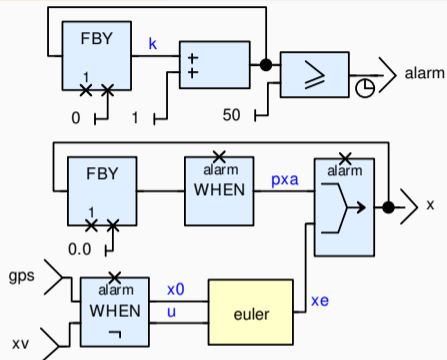 FBY
k
+
+
1
≥
alarm
0
1
50
FBY
alarm
WHEN
pxa
alarm
x
1
0.0
gps
alarm
x0
WHEN
u
euler
xe
¬
xv